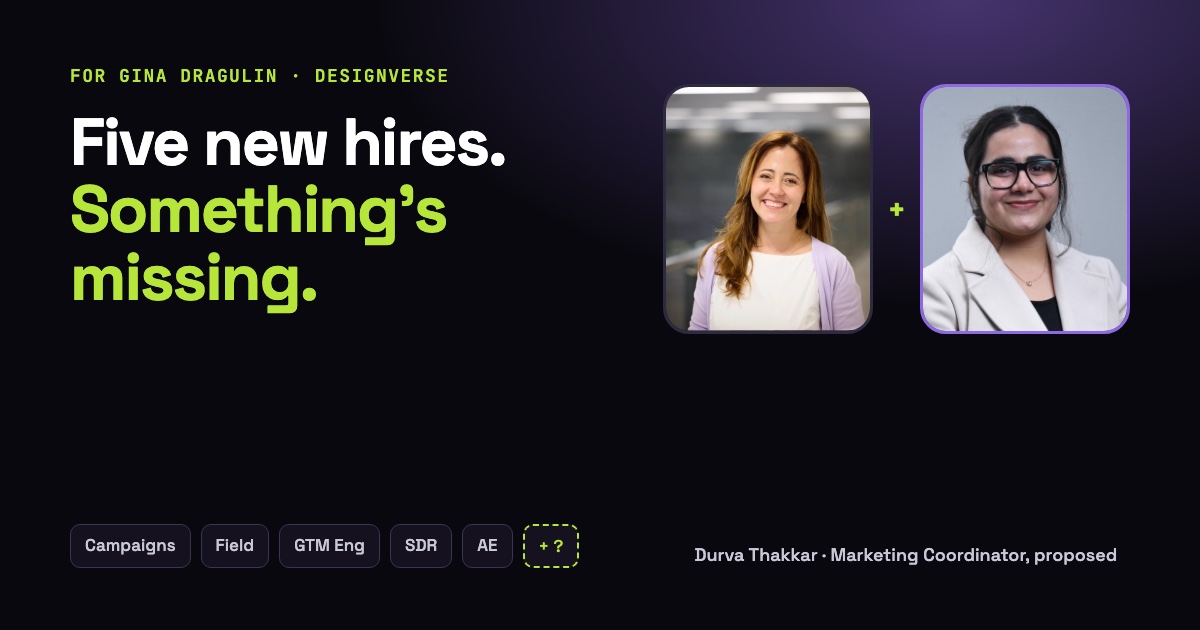 FOR GINA DRAGULIN · DESIGNVERSE
Five new hires.
Something’s
missing.
+
Campaigns
Field
GTM Eng
SDR
AE
+ ?
Durva Thakkar · Marketing Coordinator, proposed